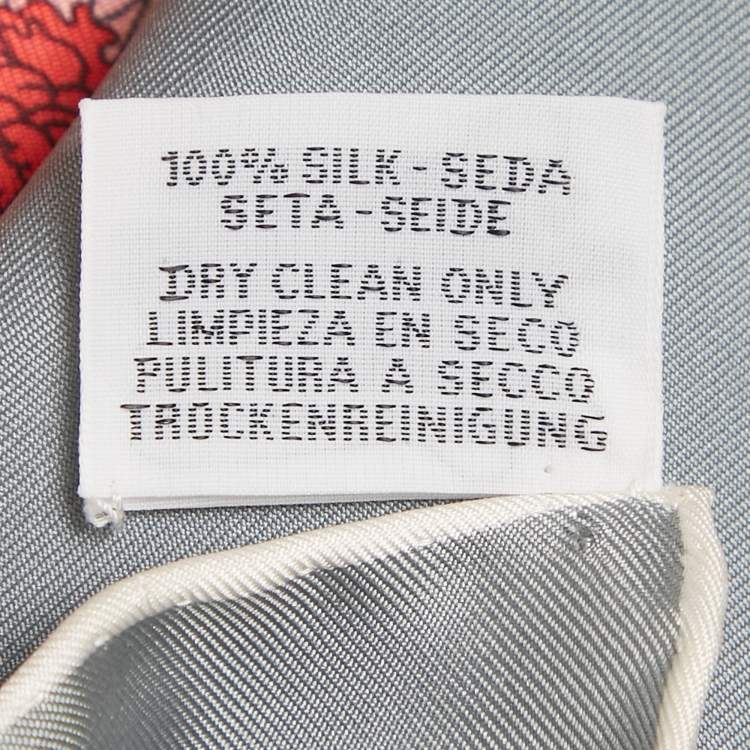 100% SILK - SEDA
SETA - SEIDE
DRY CLEAN ONLY
LIMPIEZA EN SECO
PULITURA A SECCO
TROCKENREINIGUNG